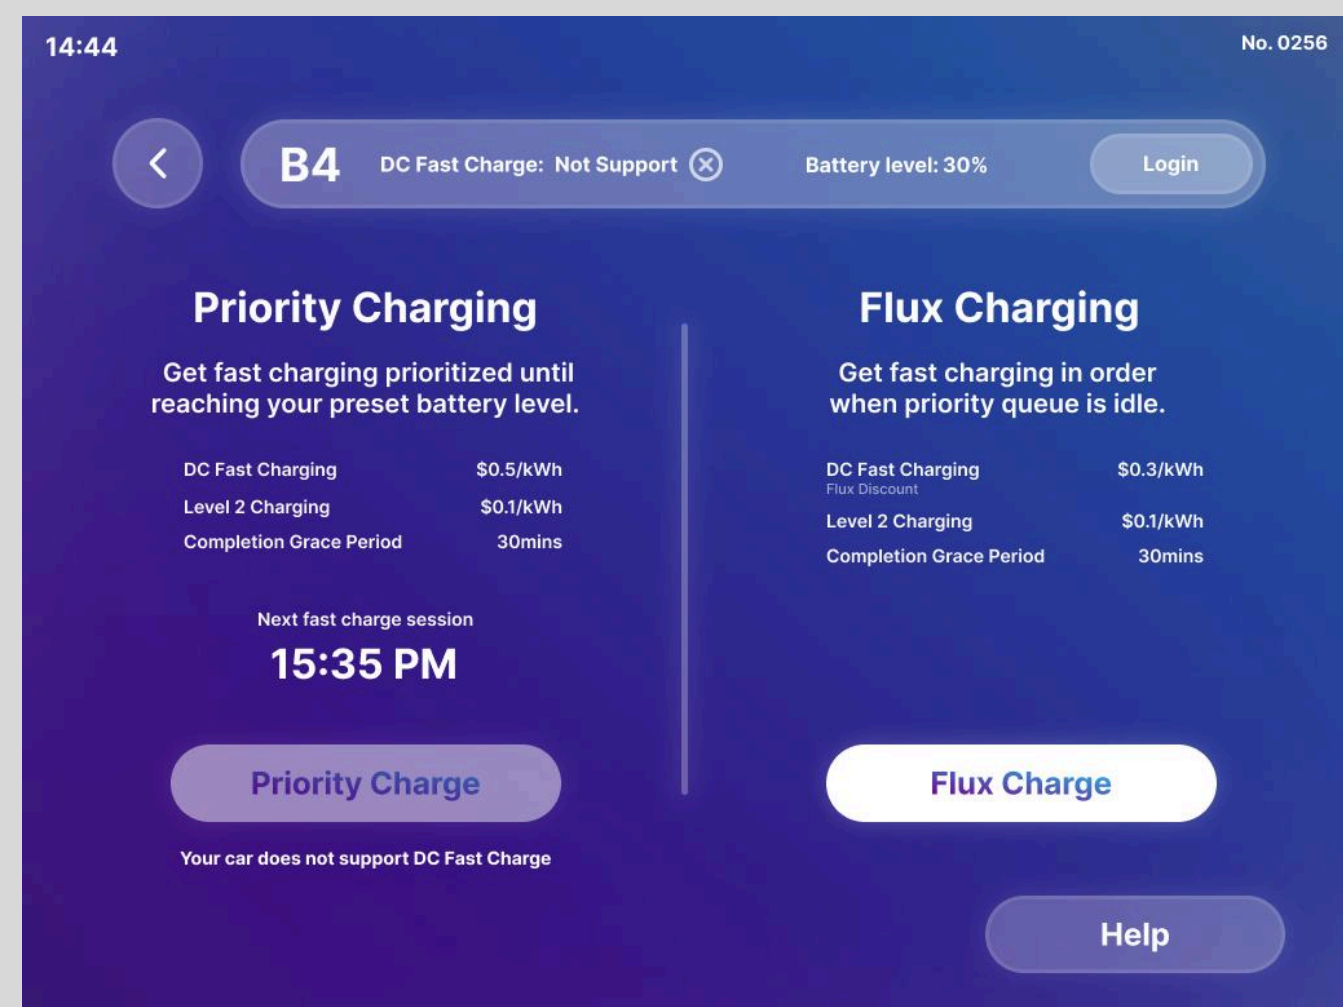 14:44
No. 0256
B4
DC Fast Charge: Not Support
Battery level: 30%
Login
Priority Charging
Get fast charging prioritized until
reaching your preset battery level.
DC Fast Charging $0.5/kWh
Level 2 Charging $0.1/kWh
Completion Grace Period 30mins
Next fast charge session
15:35 PM
Priority Charge
Your car does not support DC Fast Charge
Flux Charging
Get fast charging in order
when priority queue is idle.
DC Fast Charging $0.3/kWh
Flux Discount
Level 2 Charging $0.1/kWh
Completion Grace Period 30mins
Flux Charge
Help